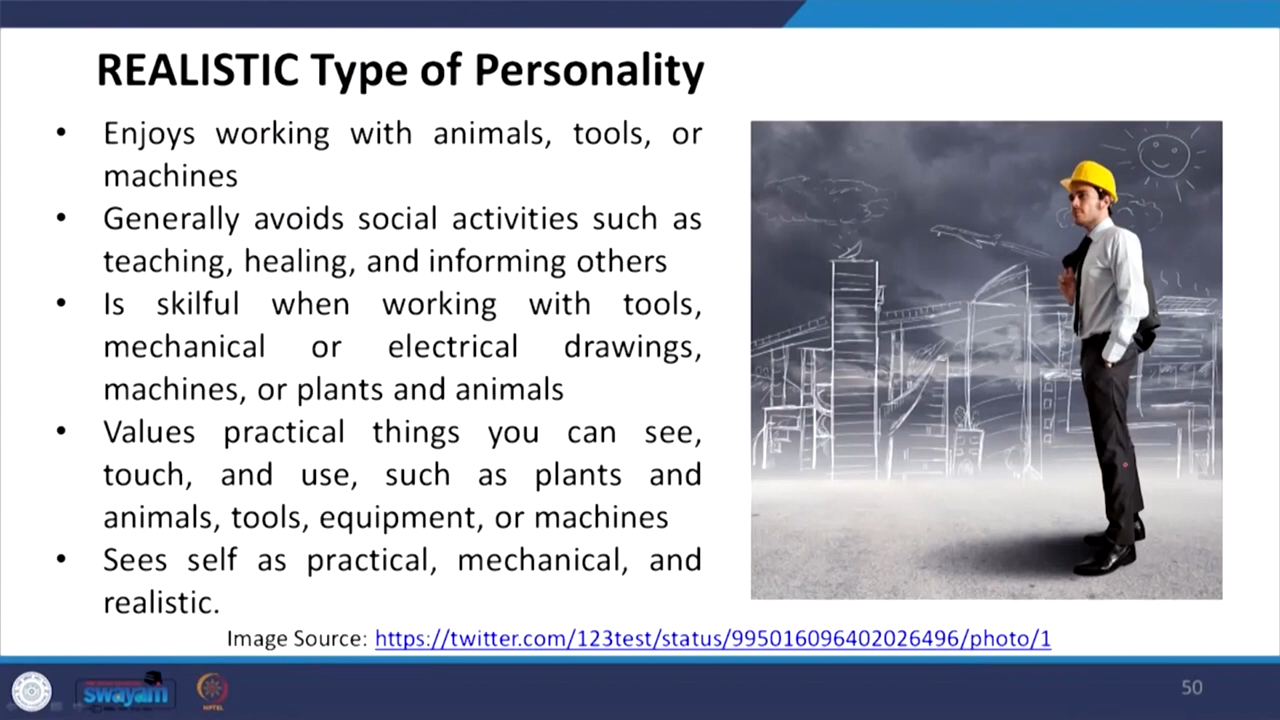 REALISTIC Type of Personality
• Enjoys working with animals, tools, or
machines
• Generally avoids social activities such as
teaching, healing, and informing others
• Is skilful when working with tools,
mechanical or electrical drawings,
machines, or plants and animals
• Values practical things you can see,
touch, and use, such as plants and
animals, tools, equipment, or machines
• Sees self as practical, mechanical, and
realistic.
Image Source: https://twitter.com/123test/status/995016096402026496/photo/1
swayam
NPTEL
50